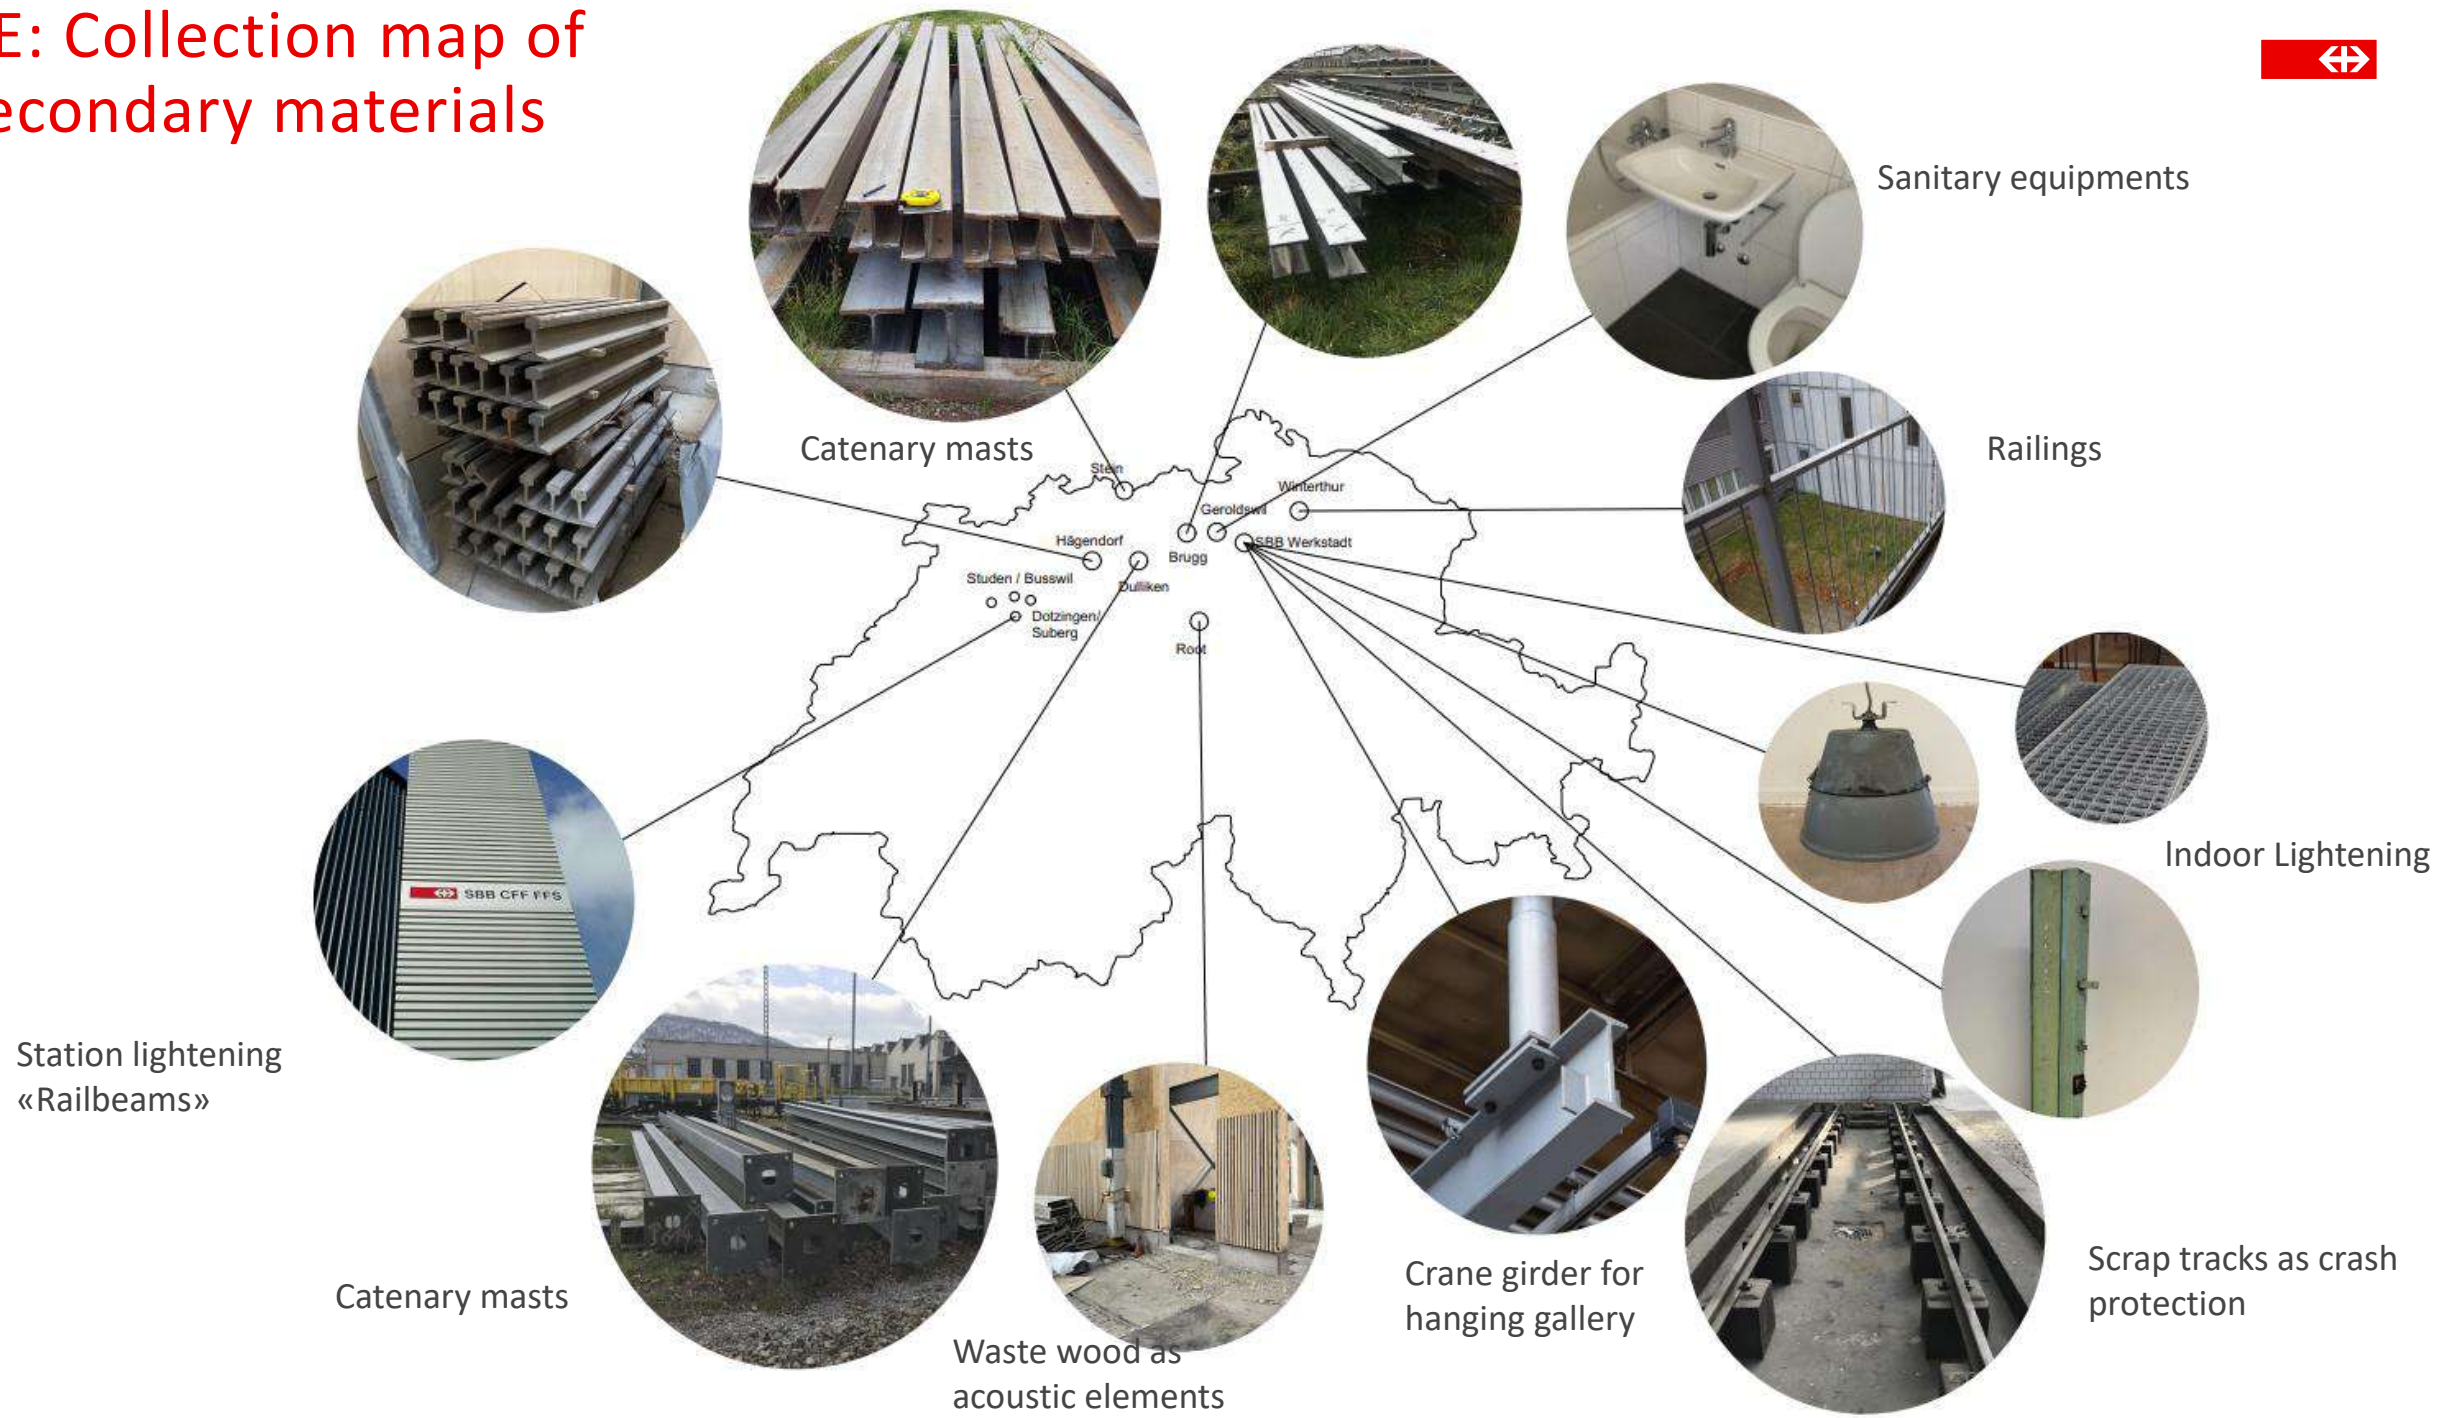 E: Collection map of
econdary materials
Sanitary equipments
Railings
Catenary masts
Stein
Winterthur
Geroldswil
SBB Werkstadt
Hägendorf
Brugg
Studen / Busswil
Dulliken
Dotzingen/
Suberg
Root
Indoor Lightening
SBB CFF FFS
Station lightening
«Railbeams»
Catenary masts
Waste wood as
acoustic elements
Crane girder for
hanging gallery
Scrap tracks as crash
protection